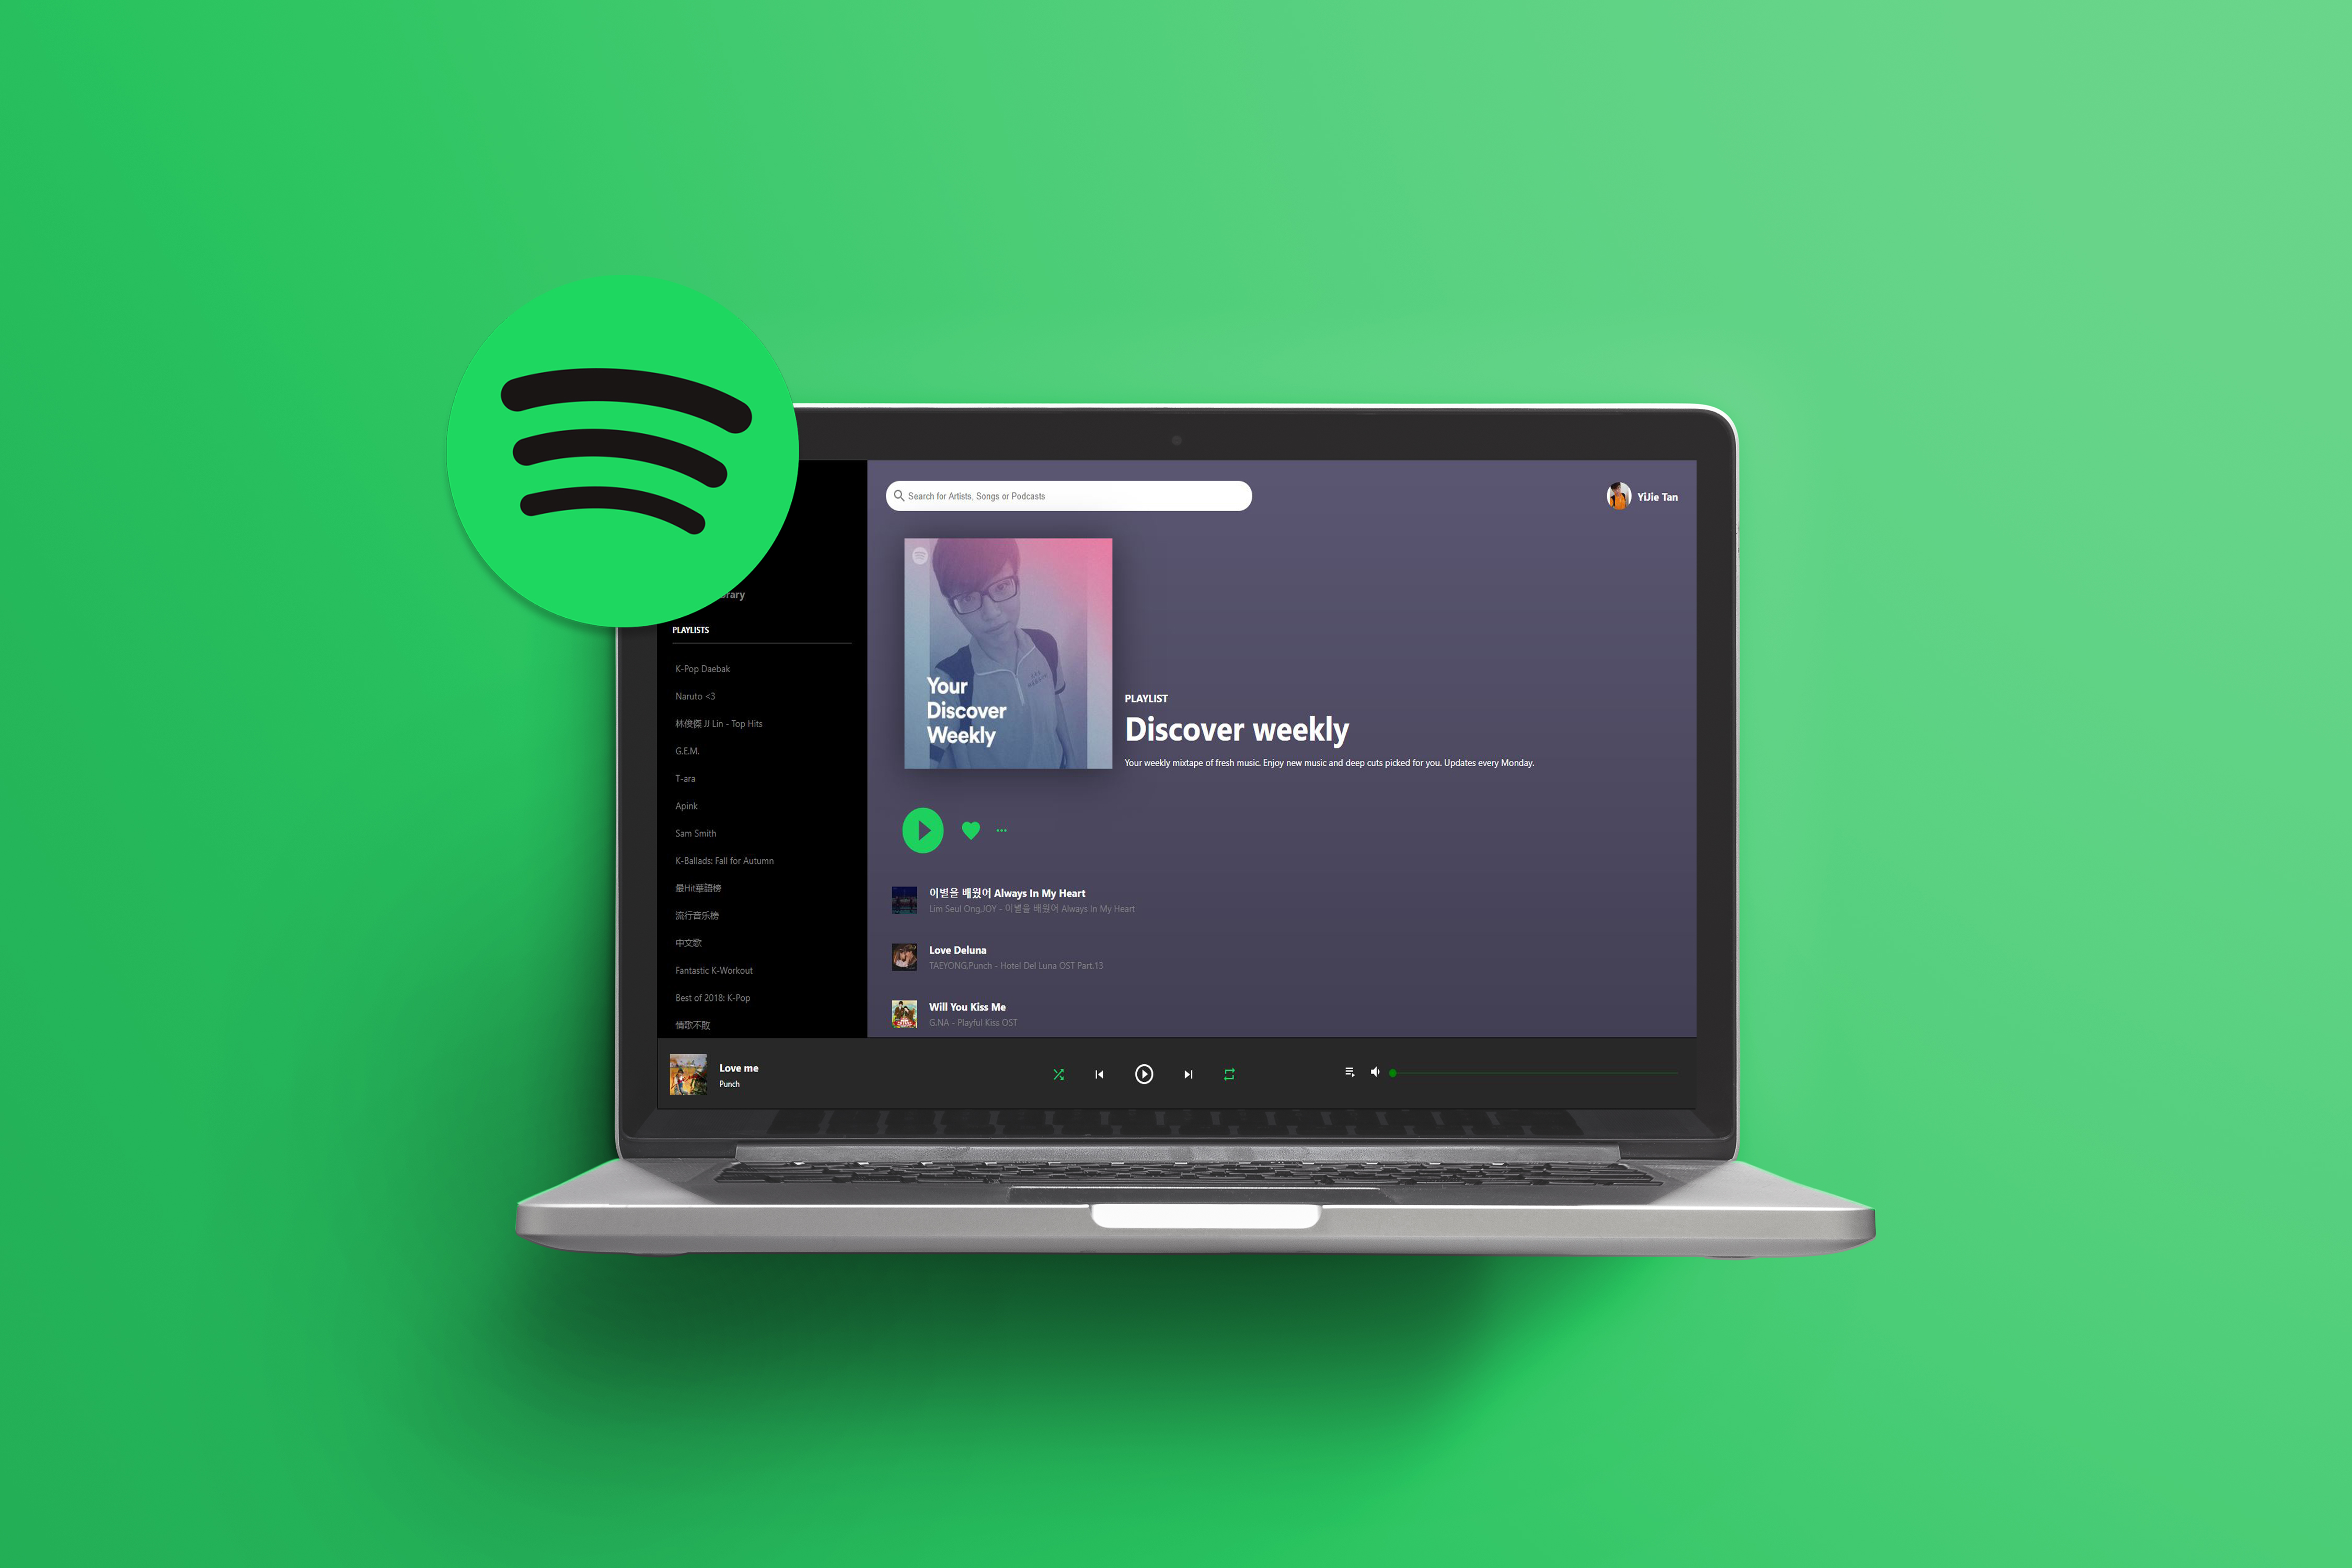 Search for Artists, Songs or Podcasts
YiJie Tan
PLAYLISTS
K-Pop Daebak
Naruto <3
林俊傑 JJ Lin - Top Hits
G.E.M.
T-ara
Apink
Sam Smith
K-Ballads: Fall for Autumn
最Hit華語榜
流行音乐榜
中文歌
Fantastic K-Workout
Best of 2018: K-Pop
情歌不敗
Your
Discover
Weekly
PLAYLIST
Discover weekly
Your weekly mixtape of fresh music. Enjoy new music and deep cuts picked for you. Updates every Monday.
이별을 배웠어 Always In My Heart
Lim Seul Ong,JOY - 이별을 배웠어 Always In My Heart
Love Deluna
TAEYONG,Punch - Hotel Del Luna OST Part.13
Will You Kiss Me
G.NA - Playful Kiss OST
Love me
Punch